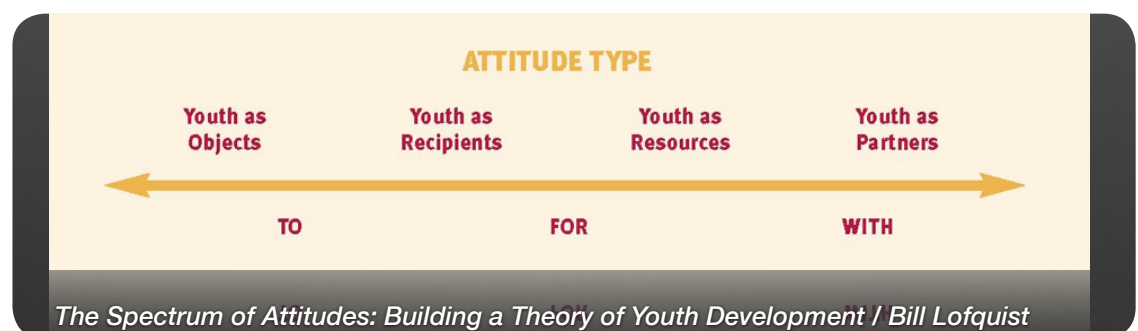 ATTITUDE TYPE
Youth as Objects
Youth as Recipients
Youth as Resources
Youth as Partners
TO FOR WITH
The Spectrum of Attitudes: Building a Theory of Youth Development / Bill Lofquist